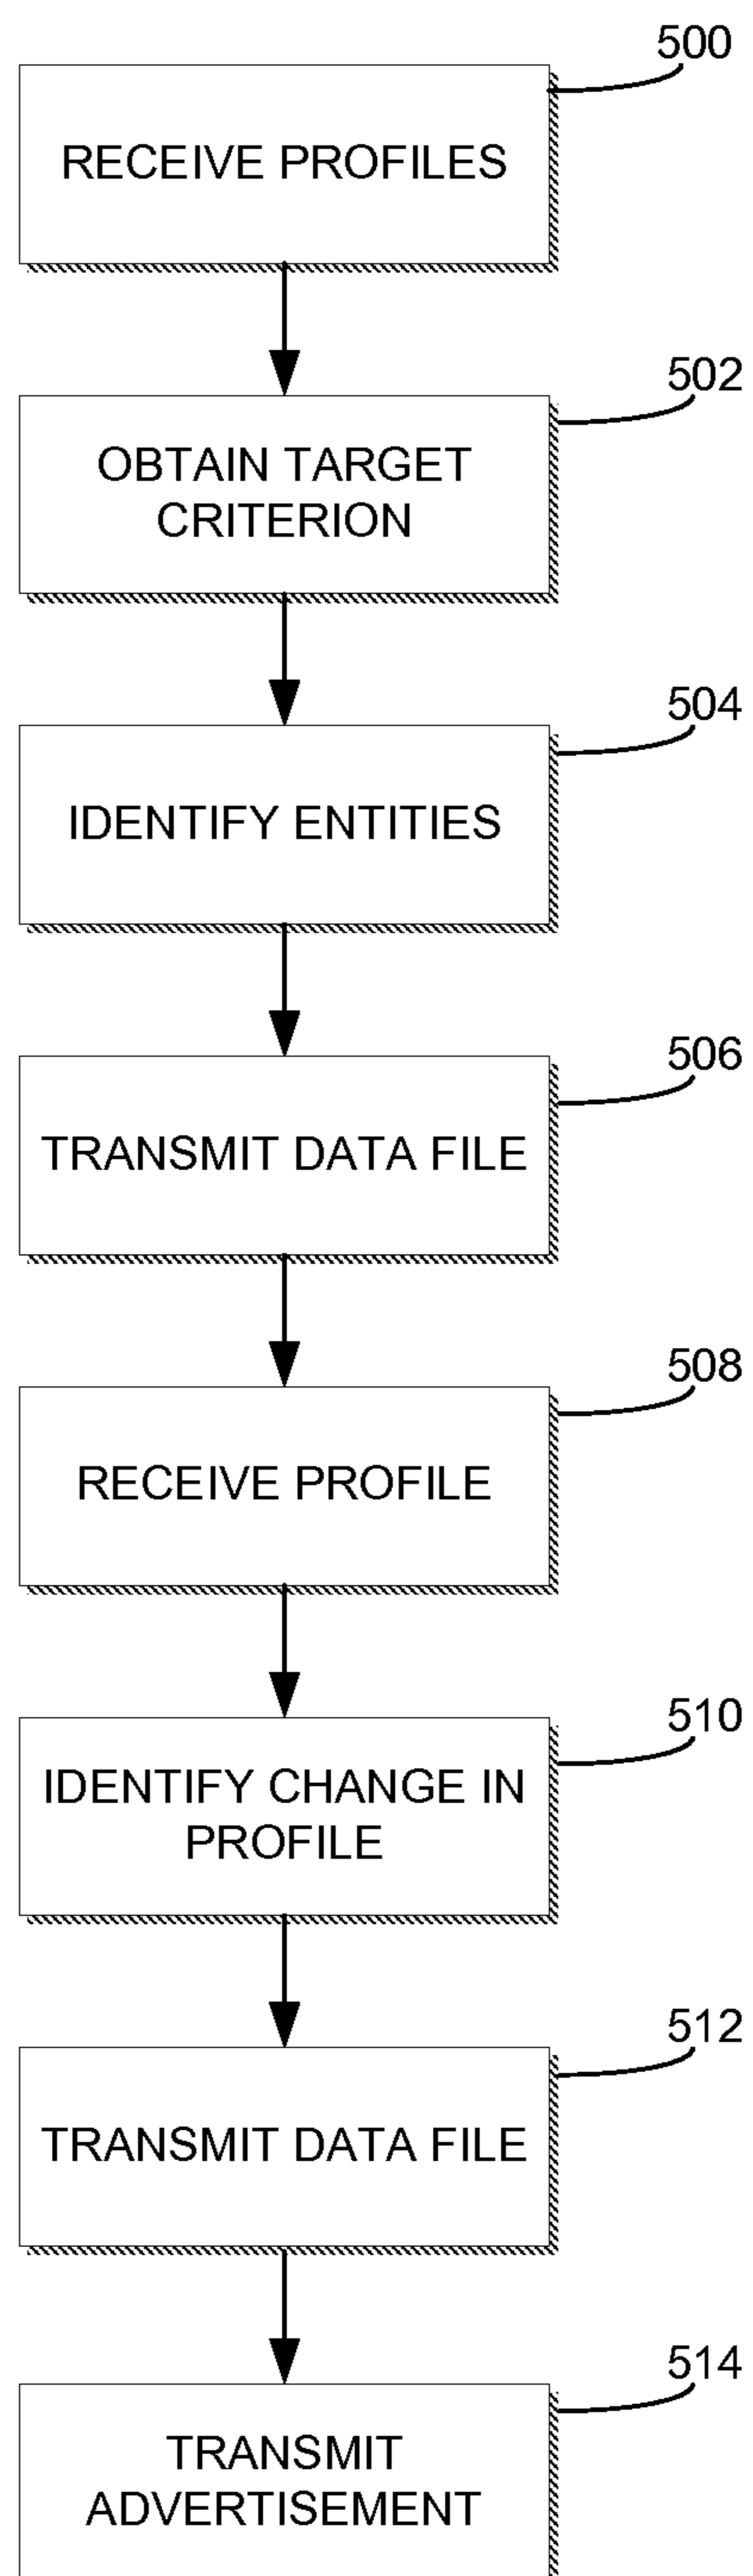 500
RECEIVE PROFILES
502
OBTAIN TARGET
CRITERION
504
IDENTIFY ENTITIES
506
TRANSMIT DATA FILE
508
RECEIVE PROFILE
510
IDENTIFY CHANGE IN
PROFILE
512
TRANSMIT DATA FILE
514
TRANSMIT
ADVERTISEMENT